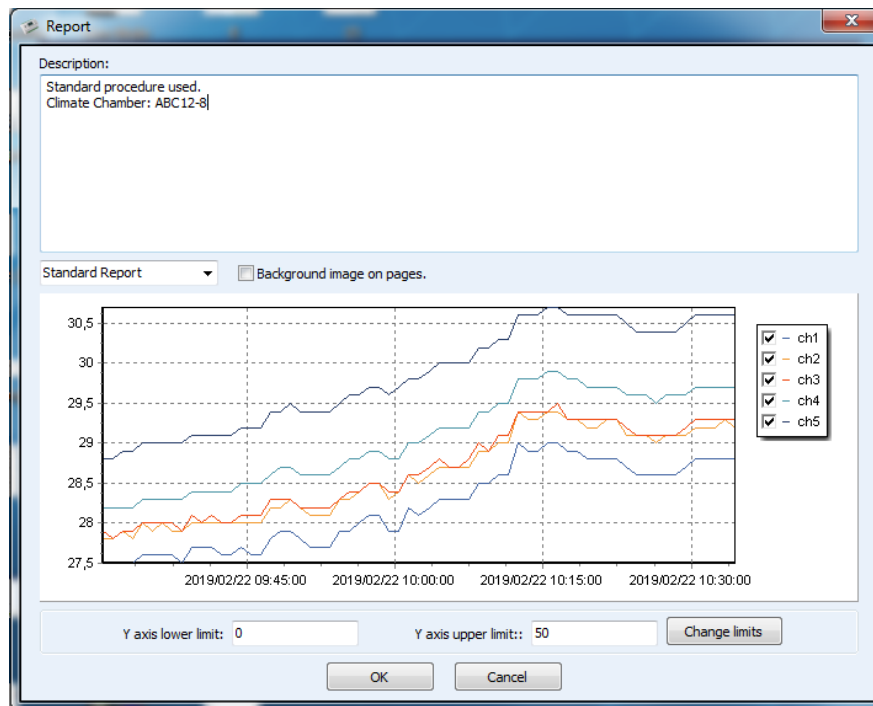 Report
Description:
Standard procedure used.
Climate Chamber: ABC12-8
Standard Report
Background image on pages.
30,5
30
29,5
29
28,5
28
27,5
2019/02/22 09:45:00 2019/02/22 10:00:00 2019/02/22 10:15:00 2019/02/22 10:30:00
ch1
ch2
ch3
ch4
ch5
Y axis lower limit: 0 Y axis upper limit:: 50 Change limits
OK Cancel